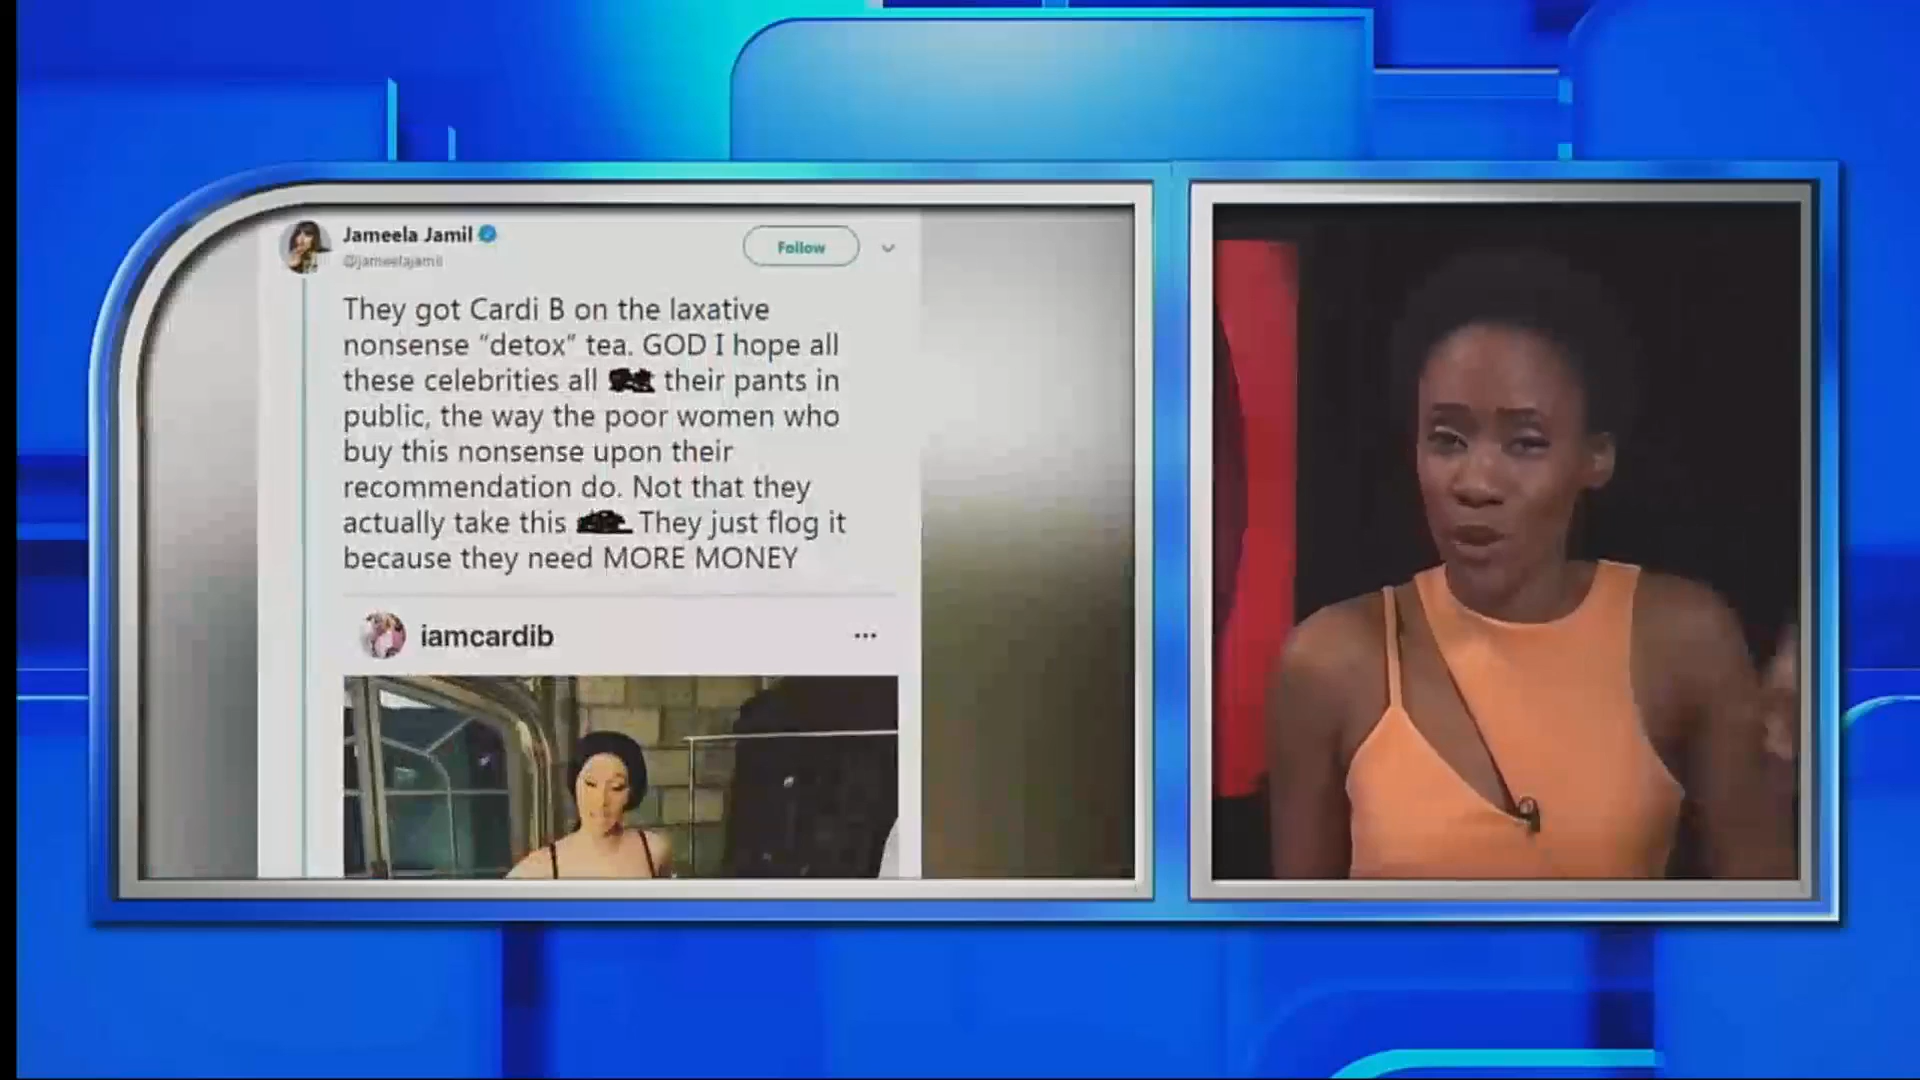 Jameela Jamil
@jameelajamil
Follow
They got Cardi B on the laxative
nonsense “detox” tea. GOD I hope all
these celebrities all their pants in
public, the way the poor women who
buy this nonsense upon their
recommendation do. Not that they
actually take this They just flog it
because they need MORE MONEY
iamcardib